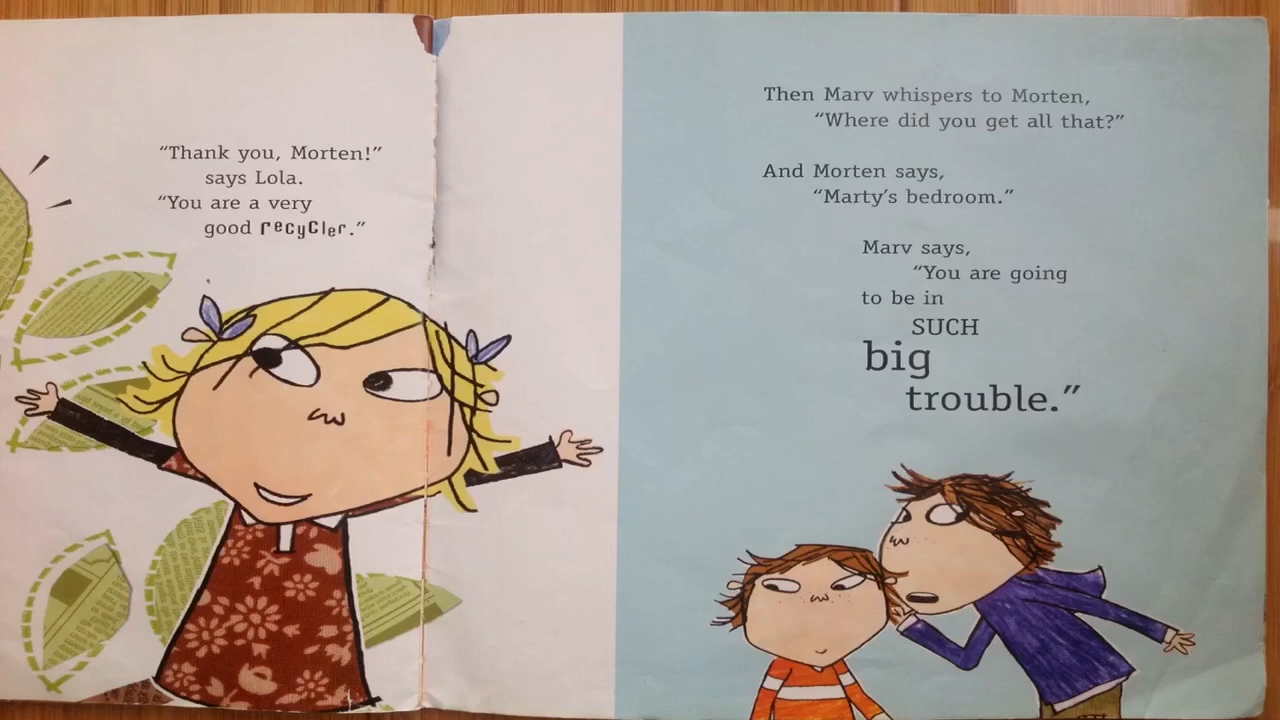 “Thank you, Morten!”
says Lola.
“You are a very
good recycler.”
Then Marv whispers to Morten,
“Where did you get all that?”
And Morten says,
“Marty’s bedroom.”
Marv says,
“You are going
to be in
SUCH
big
trouble.”